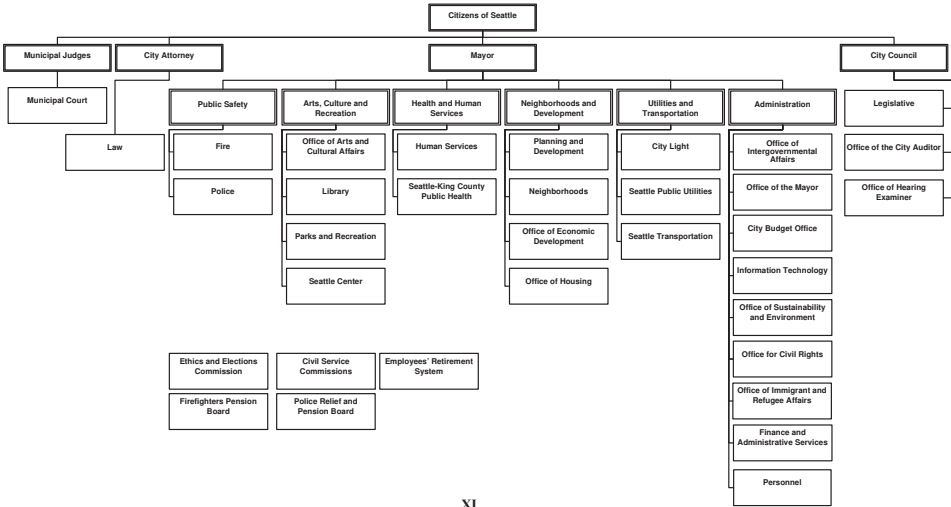 Citizens of Seattle
Municipal Judges
City Attorney
Mayor
City Council
Municipal Court
Law
Public Safety
Fire
Police
Arts, Culture and
Recreation
Office of Arts and
Cultural Affairs
Library
Parks and Recreation
Seattle Center
Health and Human
Services
Human Services
Seattle-King County
Public Health
Neighborhoods and
Development
Planning and
Development
Neighborhoods
Office of Economic
Development
Office of Housing
Utilities and
Transportation
City Light
Seattle Public Utilities
Seattle Transportation
Administration
Office of
Intergovernmental
Affairs
Office of the Mayor
City Budget Office
Information Technology
Office of Sustainability
and Environment
Office for Civil Rights
Office of Immigrant and
Refugee Affairs
Finance and
Administrative Services
Personnel
Legislative
Office of the City Auditor
Office of Hearing
Examiner
Ethics and Elections
Commission
Civil Service
Commissions
Employees' Retirement
System
Firefighters Pension
Board
Police Relief and
Pension Board
XI